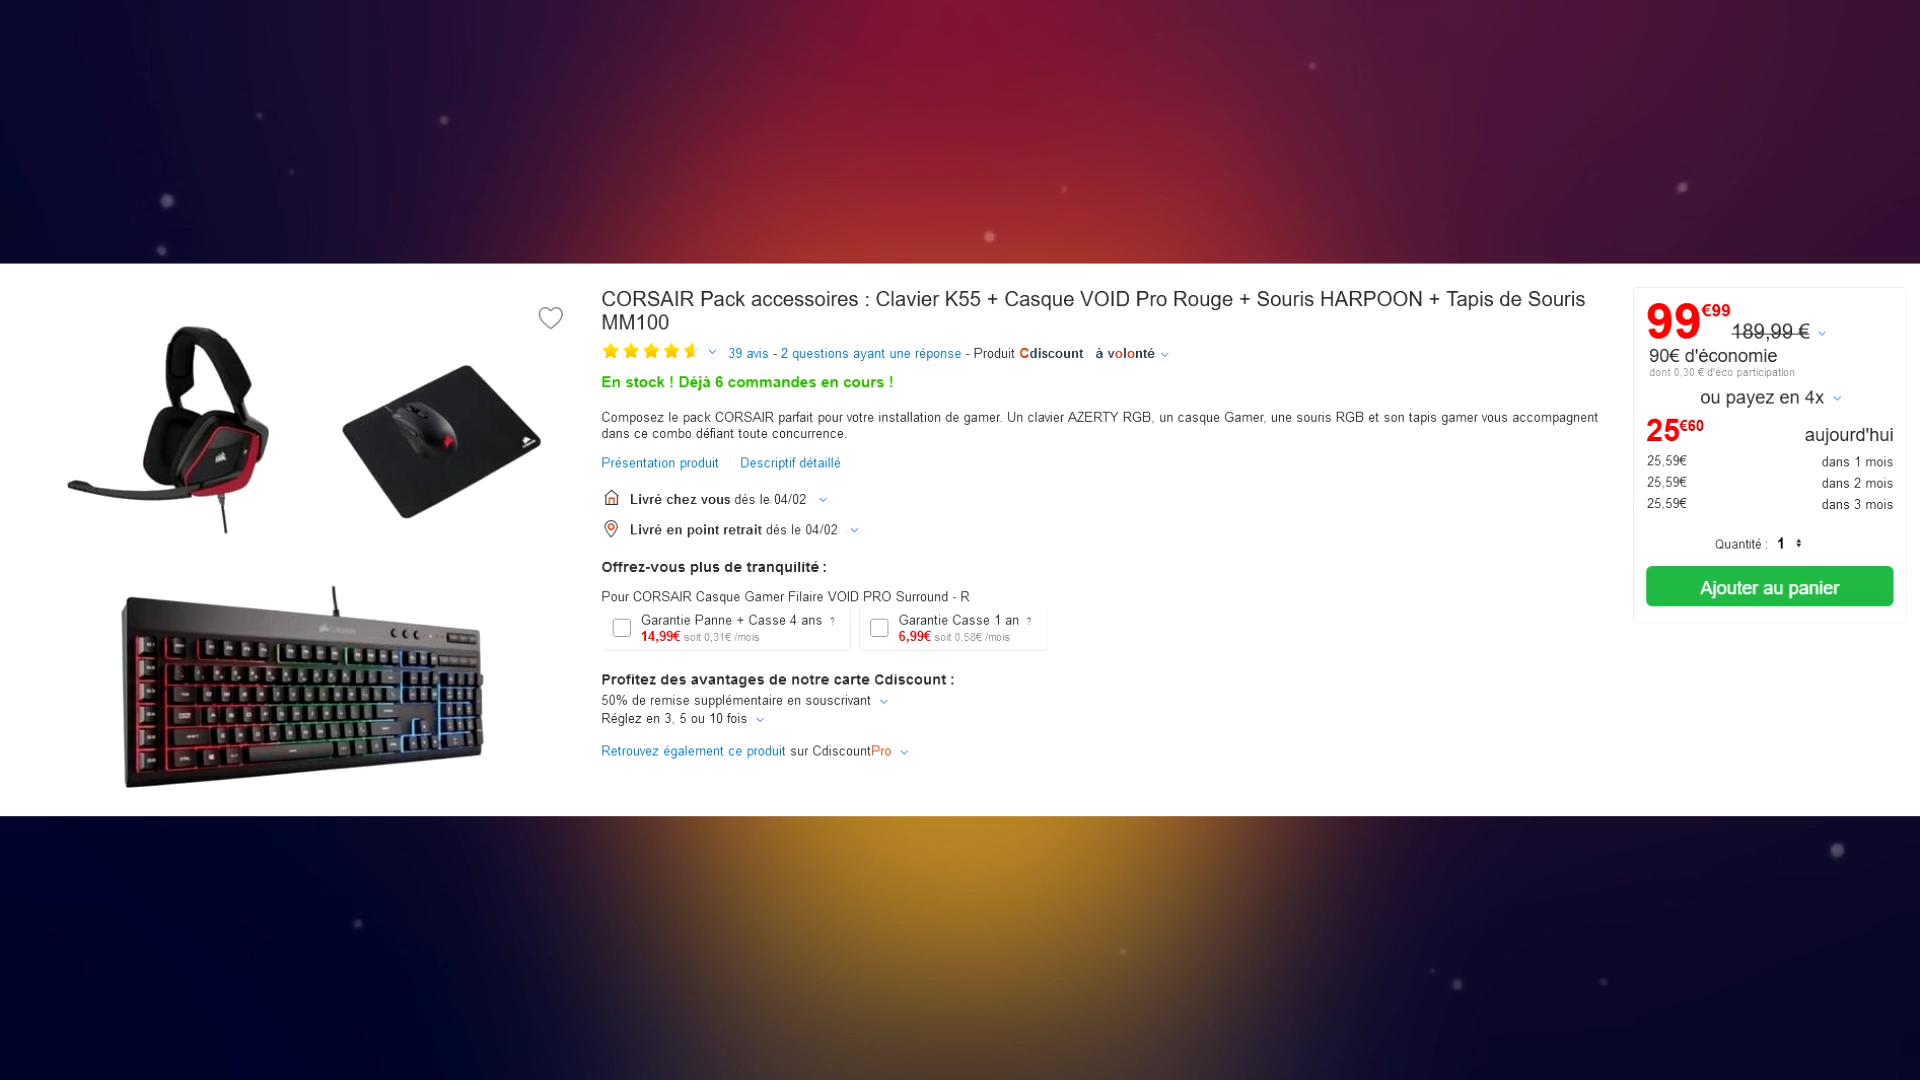 CORSAIR Pack accessoires : Clavier K55 + Casque VOID Pro Rouge + Souris HARPOON + Tapis de Souris
MM100
39 avis - 2 questions ayant une réponse - Produit Cdiscount à volonté
En stock ! Déjà 6 commandes en cours !
Composez le pack CORSAIR parfait pour votre installation de gamer. Un clavier AZERTY RGB, un casque Gamer, une souris RGB et son tapis gamer vous accompagnent
dans ce combo défiant toute concurrence.
Présentation produit
Descriptif détaillé
Livré chez vous dès le 04/02
Livré en point retrait dès le 04/02
Offrez-vous plus de tranquilité :
Pour CORSAIR Casque Gamer Filaire VOID PRO Surround - R
Garantie Panne + Casse 4 ans ?
14,99€ soit 0,31€ /mois
Garantie Casse 1 an ?
6,99€ soit 0,58€ /mois
Profitez des avantages de notre carte Cdiscount :
50% de remise supplémentaire en souscrivant
Réglez en 3, 5 ou 10 fois
Retrouvez également ce produit sur CdiscountPro
99€99 189,99 €
90€ d'économie
dont 0,30 € d'éco participation
ou payez en 4x
25€60 aujourd'hui
25,59€ dans 1 mois
25,59€ dans 2 mois
25,59€ dans 3 mois
Quantité : 1
Ajouter au panier